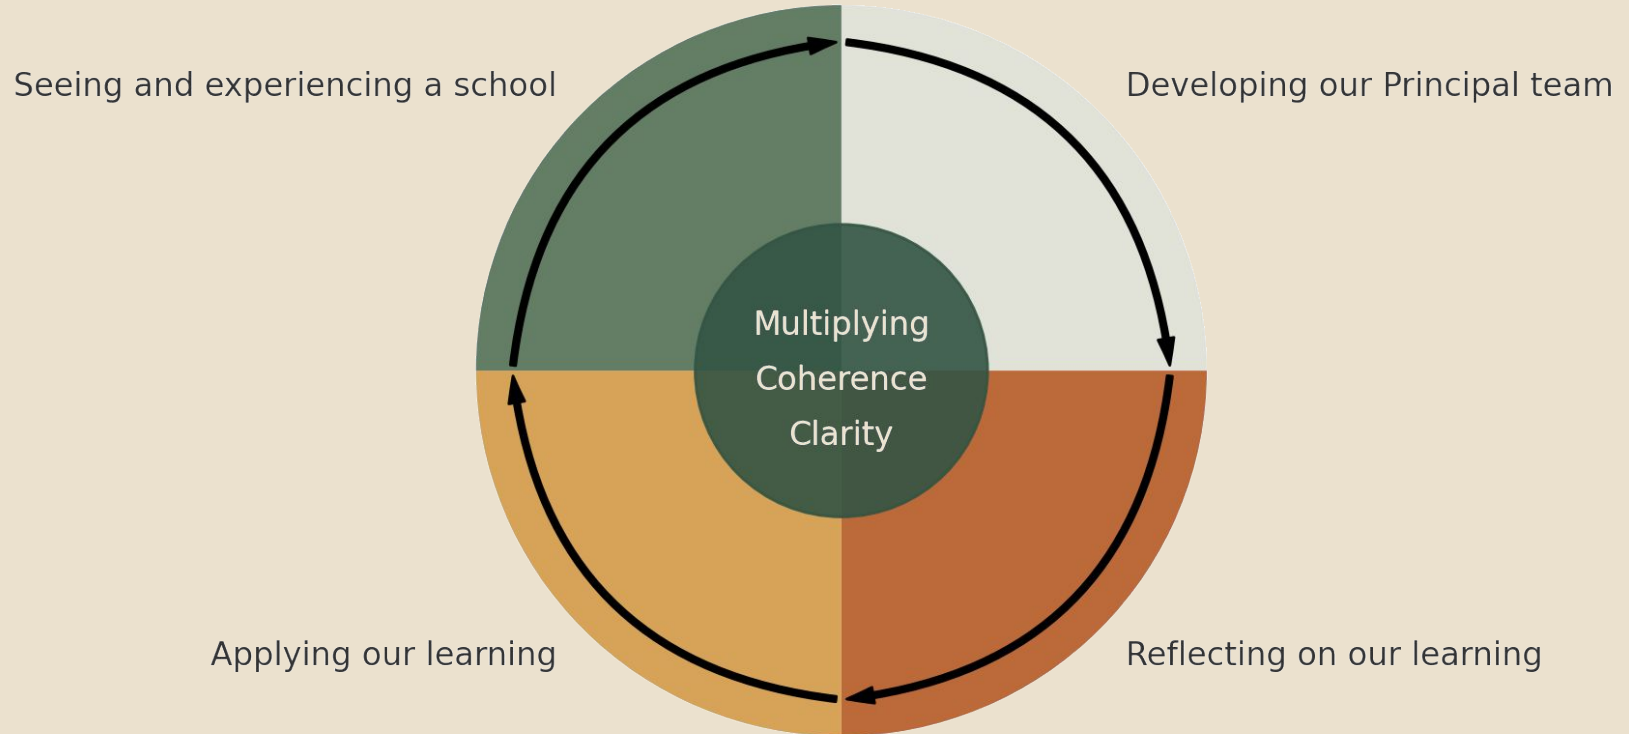 Seeing and experiencing a school
Developing our Principal team
Multiplying
Coherence
Clarity
Applying our learning
Reflecting on our learning